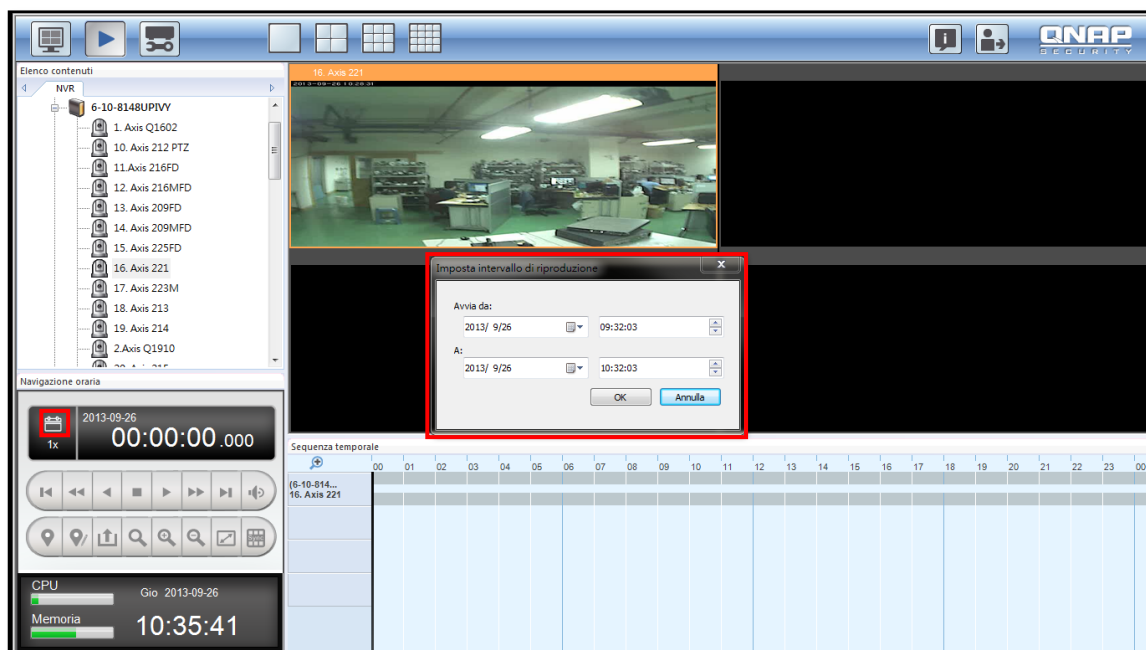 QNAP
SECURITY
Elenco contenuti
NVR
6-10-8148UPIVY
1. Axis Q1602
10. Axis 212 PTZ
11.Axis 216FD
12. Axis 216MFD
13. Axis 209FD
14. Axis 209MFD
15. Axis 225FD
16. Axis 221
17. Axis 223M
18. Axis 213
19. Axis 214
2.Axis Q1910
16. Axis 221
2013-09-26 10:28:31
Imposta intervallo di riproduzione
x
Avvia da:
2013/ 9/26 09:32:03
A:
2013/ 9/26 10:32:03
OK Annulla
Navigazione oraria
2013-09-26
1x 00:00:00.000
CPU
Gio 2013-09-26
Memoria
10:35:41
Sequenza temporale
00 01 02 03 04 05 06 07 08 09 10 11 12 13 14 15 16 17 18 19 20 21 22 23 00
(6-10-814...
16. Axis 221